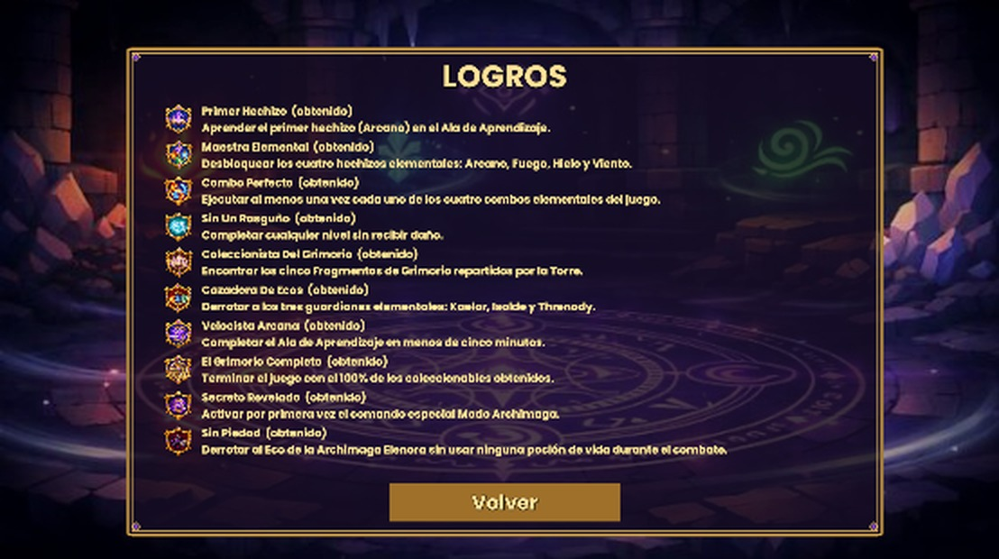 LOGROS
Primer Hechizo (obtenido)
Aprender el primer hechizo (Arcano) en el Ala de Aprendizaje.
Maestra Elemental (obtenido)
Desbloquear los cuatro hechizos elementales: Arcano, Fuego, Hielo y Viento.
Combo Perfecto (obtenido)
Ejecutar al menos una vez cada uno de los cuatro combos elementales del juego.
Sin Un Rasguño (obtenido)
Completar cualquier nivel sin recibir daño.
Coleccionista Del Grimorio (obtenido)
Encontrar los cinco Fragmentos de Grimorio repartidos por la Torre.
Cazadora De Ecos (obtenido)
Derrotar a los tres guardianes elementales: Kaelar, Isolde y Threnody.
Velocista Arcana (obtenido)
Completar el Ala de Aprendizaje en menos de cinco minutos.
El Grimorio Completo (obtenido)
Terminar el juego con el 100% de los coleccionables obtenidos.
Secreto Revelado (obtenido)
Activar por primera vez el comando especial Modo Archimaga.
Sin Piedad (obtenido)
Derrotar al Eco de la Archimaga Elenora sin usar ninguna poción de vida durante el combate.
Volver